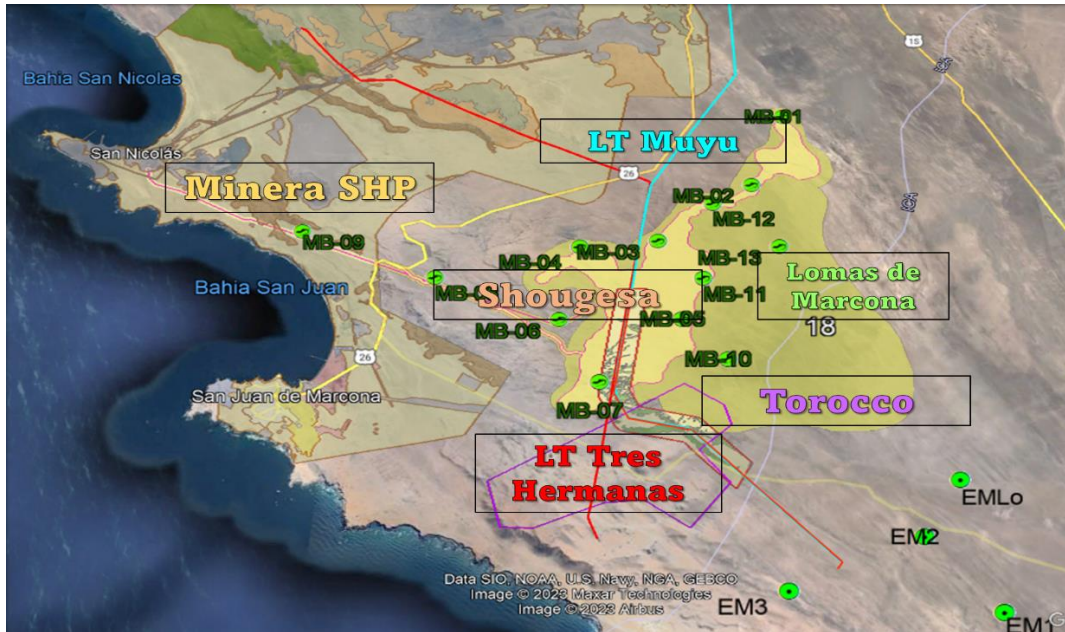 15
Bahia San Nicolas
MB-01
LT Muyu
San Nicolás
26
Minera SHP
MB-02
MB-12
MB-09
MB-03
MB-13
MB-04
Lomas de
Marcona
Bahia San Juan
Shougesa
MB-11
MB-06
MB-05
18
26
MB-10
San Juan de Marcona
Torocco
MB-07
LT Tres
Hermanas
EMLo
EM2
Data SIO, NOAA, U.S. Navy, NGA, GEBCO
Image © 2023 Maxar Technologies
Image © 2023 Airbus
EM3
EM1